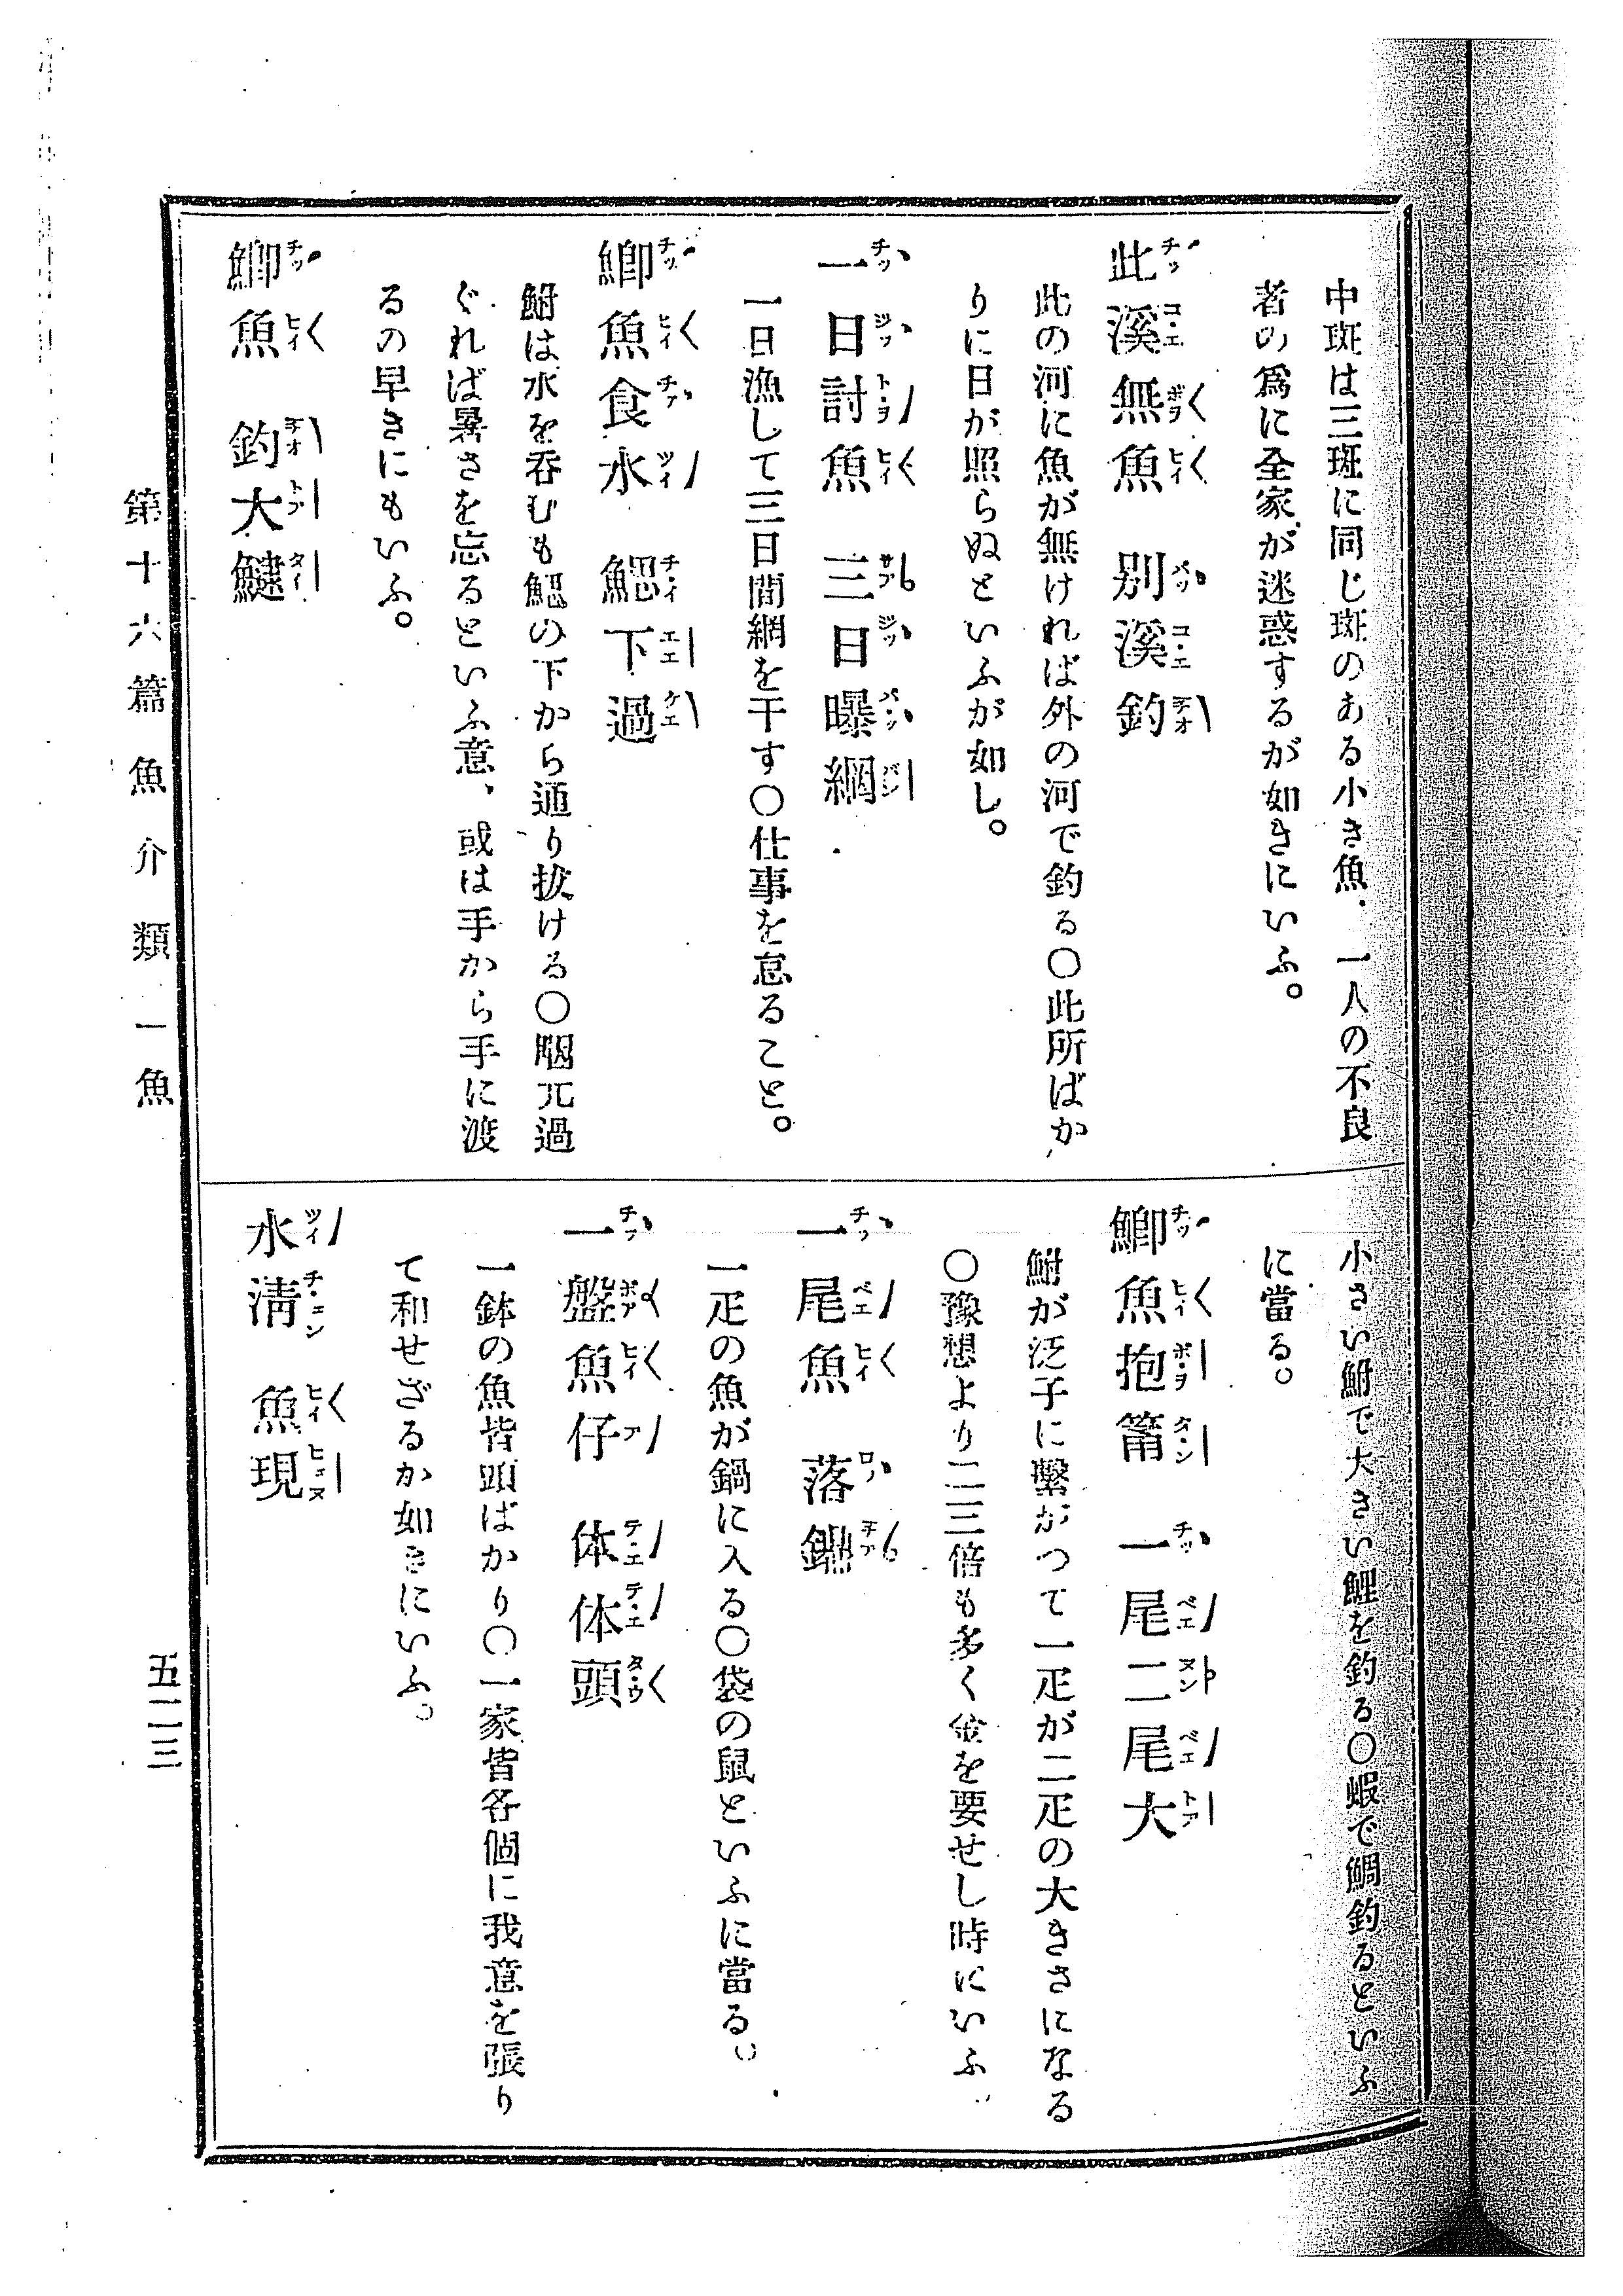 中斑は三斑に同じ斑のある小き魚、一人の不良
者の爲に全家が迷惑するが如きにいふ。
此溪無魚　別溪釣
此の河に魚が無ければ外の河で釣る〇此所ばか
りに日が照らぬといふが如し。
一日討魚　三日曝網
一日漁して三日間網を干す〇仕事を怠ること。
鯽魚食水　鰓下過
鮒は水を呑むも鰓の下から通り拔ける〇咽元過
ぐれば暑さを忘るといふ意、或は手から手に渡
るの早きにもいふ。
鯽魚　釣大鱐
小さい鮒で大きい鯉を釣る〇蝦で鯛釣るといふ
に當る。
鯽魚抱箾　一尾二尾大
鮒が泛子に繫がつて一疋が二疋の大きさになる
〇豫想より二三倍も多く金を要せし時にいふ。
一尾魚　落鼎
一疋の魚が鍋に入る〇袋の鼠といふに當る。
一盤魚仔　体体頭
一鉢の魚皆頭ばかり〇一家皆各個に我意を張り
て和せざるか如きにいふ。
水淸　魚現
第十六篇　魚介類　一魚
五二三